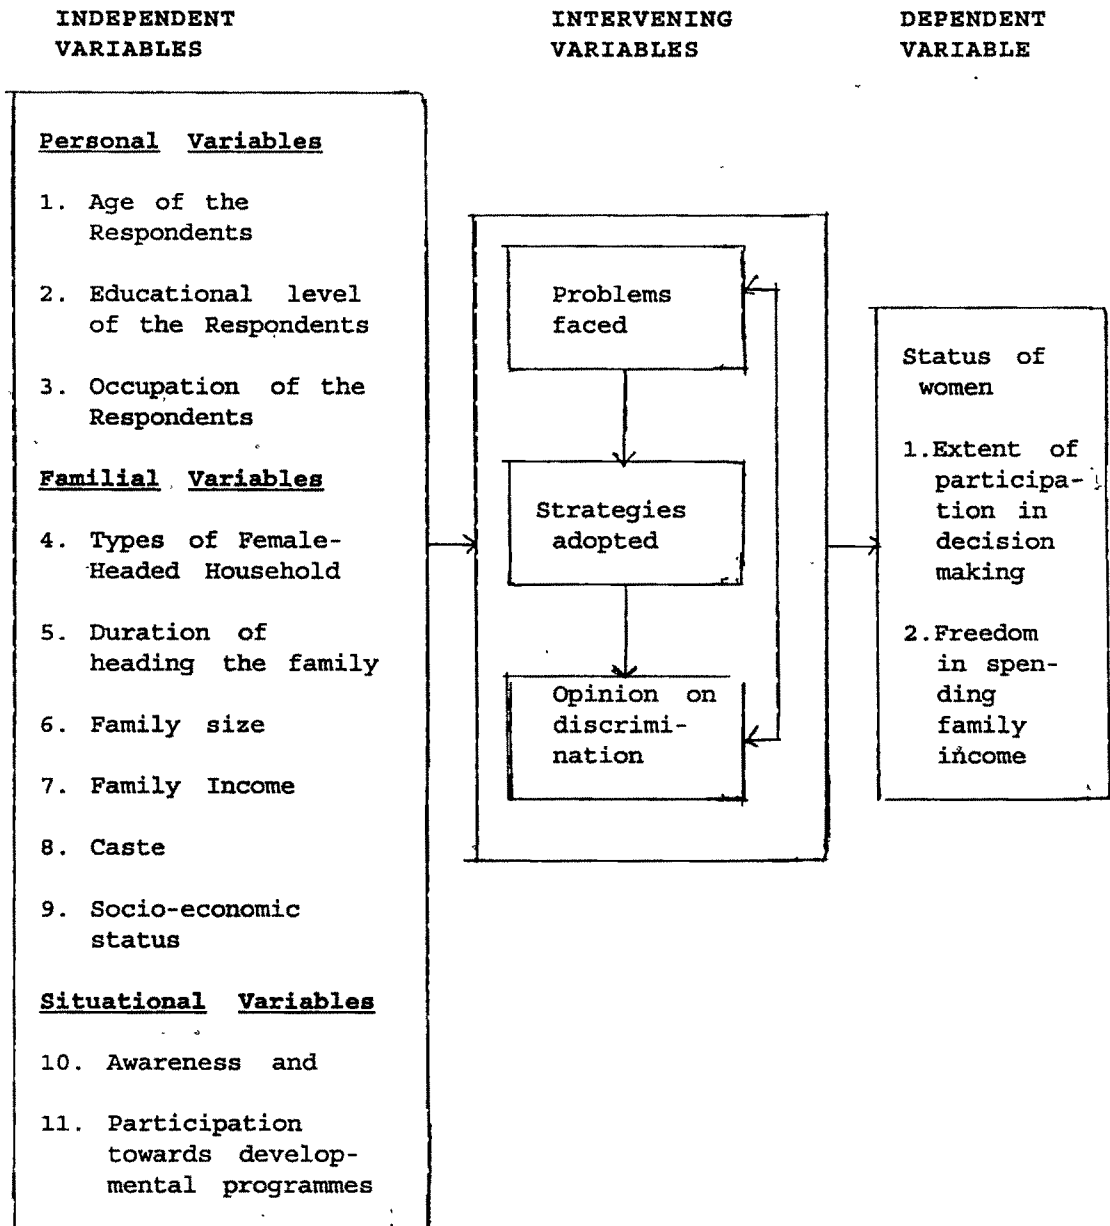 INDEPENDENT
VARIABLES
INTERVENING
VARIABLES
DEPENDENT
VARIABLE
Personal Variables
1. Age of the
Respondents
2. Educational level
of the Respondents
3. Occupation of the
Respondents
Familial Variables
4. Types of Female-
Headed Household
5. Duration of
heading the family
6. Family size
7. Family Income
8. Caste
9. Socio-economic
status
Situational Variables
10. Awareness and
11. Participation
towards develop-
mental programmes
Problems
faced
Strategies
adopted
Opinion on
discrimi-
nation
Status of
women
1.Extent of
participa-
tion in
decision
making
2.Freedom
in spen-
ding
family
income